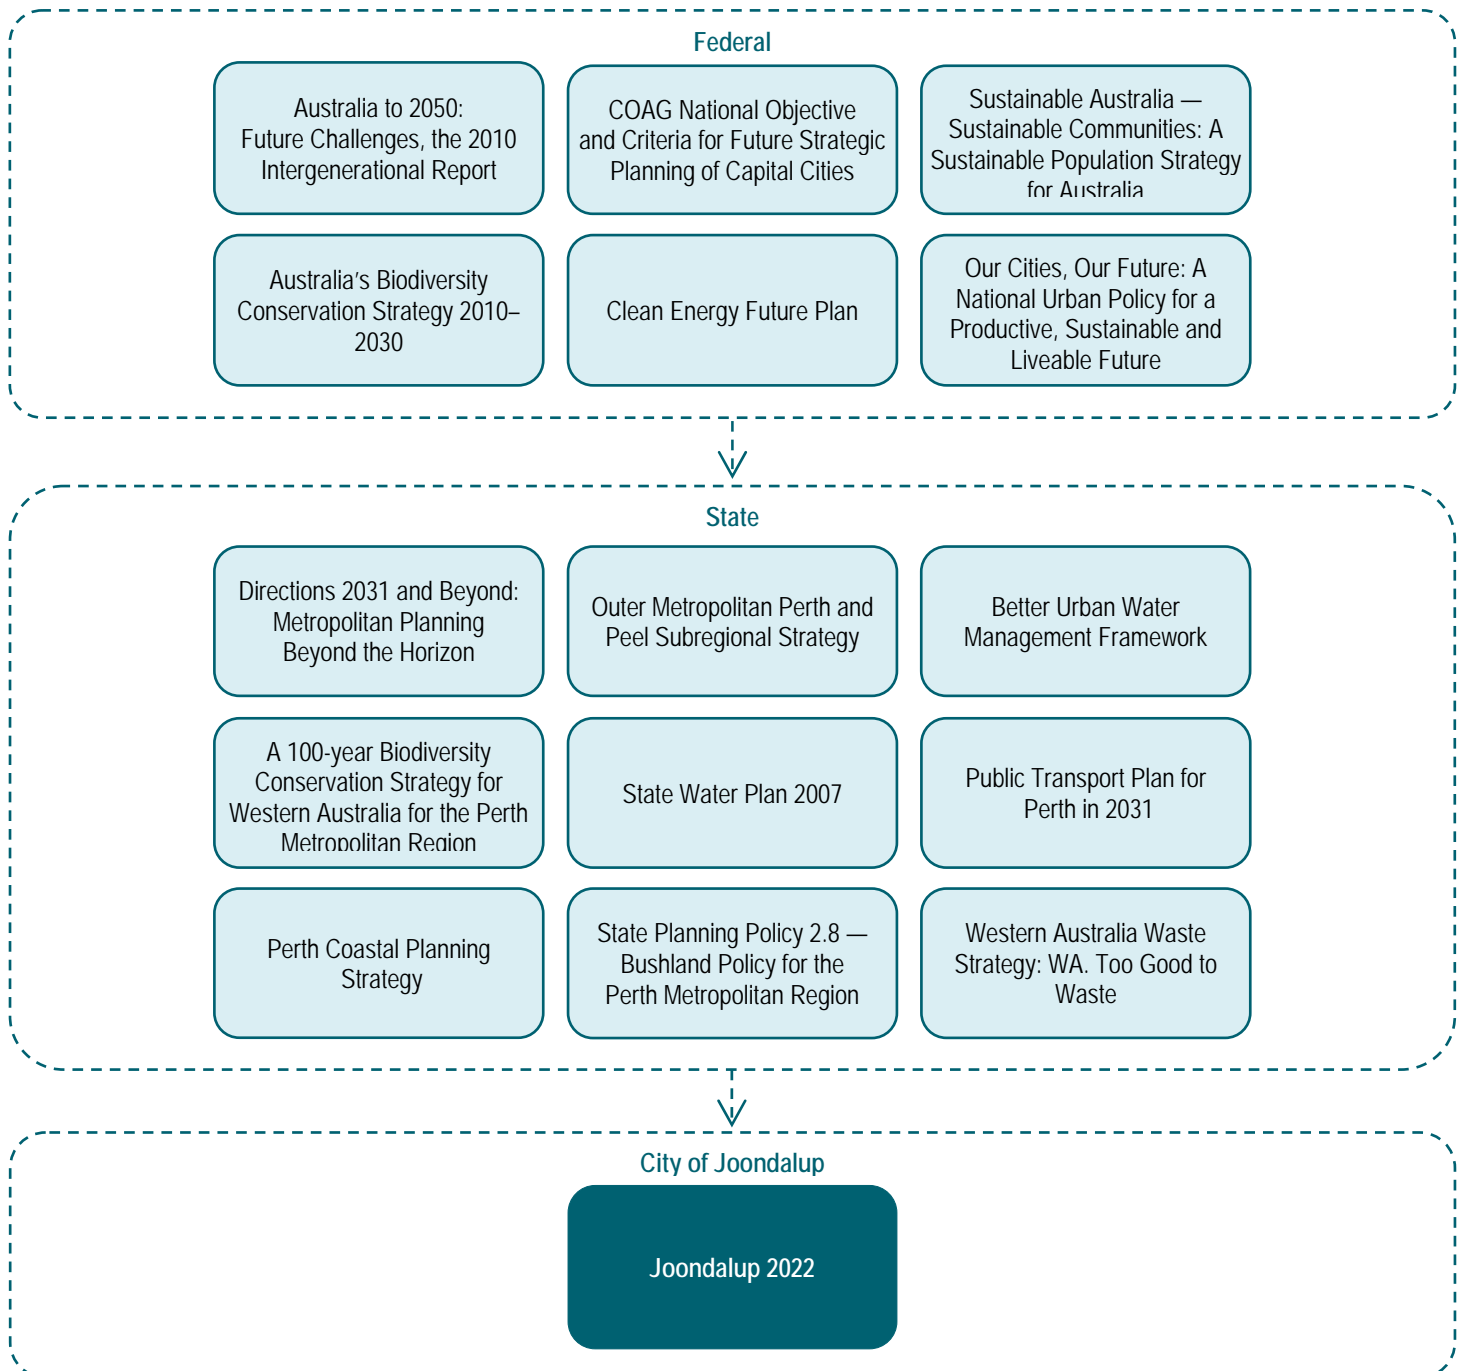 Federal
Australia to 2050:
Future Challenges, the 2010
Intergenerational Report
COAG National Objective
and Criteria for Future Strategic
Planning of Capital Cities
Sustainable Australia —
Sustainable Communities: A
Sustainable Population Strategy
for Australia
Australia’s Biodiversity
Conservation Strategy 2010–
2030
Clean Energy Future Plan
Our Cities, Our Future: A
National Urban Policy for a
Productive, Sustainable and
Liveable Future
State
Directions 2031 and Beyond:
Metropolitan Planning
Beyond the Horizon
Outer Metropolitan Perth and
Peel Subregional Strategy
Better Urban Water
Management Framework
A 100-year Biodiversity
Conservation Strategy for
Western Australia for the Perth
Metropolitan Region
State Water Plan 2007
Public Transport Plan for
Perth in 2031
Perth Coastal Planning
Strategy
State Planning Policy 2.8 —
Bushland Policy for the
Perth Metropolitan Region
Western Australia Waste
Strategy: WA. Too Good to
Waste
City of Joondalup
Joondalup 2022